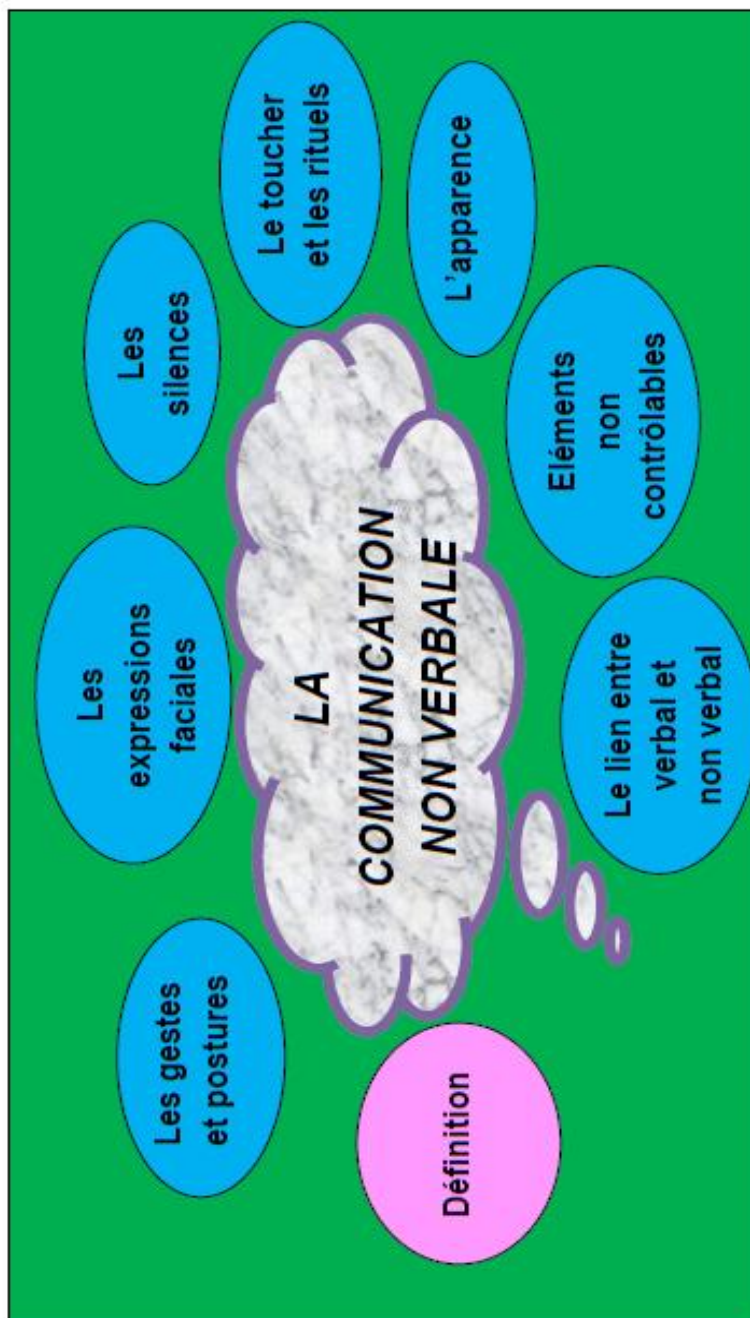 LA
COMMUNICATION
NON VERBALE
Définition
Les gestes
et postures
Les
expressions
faciales
Les
silences
Le toucher
et les rituels
L'apparence
Eléments
non
contrôlables
Le lien entre
verbal et
non verbal